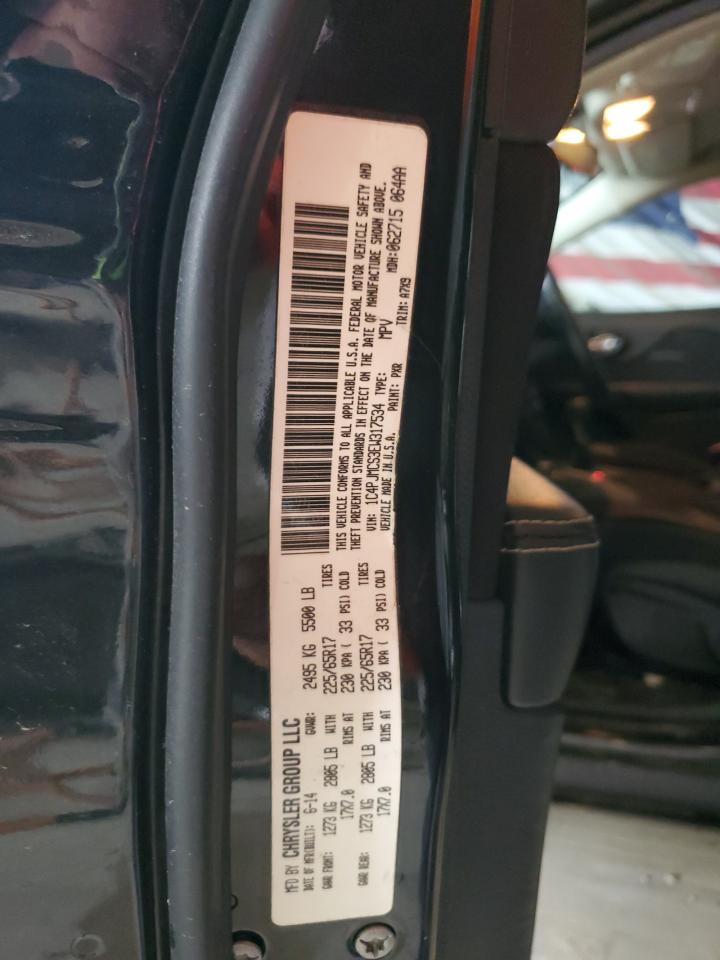 MFD BY CHRYSLER GROUP LLC
DATE OF MFR(BUILT): 6-14 GVWR: 2495 KG 5500 LB
GAWR FRONT: 1273 KG 2805 LB WITH 225/65R17 TIRES
17X7.0 RIMS AT 230 KPA ( 33 PSI) COLD
GAWR REAR: 1273 KG 2805 LB WITH 225/65R17 TIRES
17X7.0 RIMS AT 230 KPA ( 33 PSI) COLD
THIS VEHICLE CONFORMS TO ALL APPLICABLE U.S.A. FEDERAL MOTOR VEHICLE SAFETY AND
THEFT PREVENTION STANDARDS IN EFFECT ON THE DATE OF MANUFACTURE SHOWN ABOVE.
VIN: 1C4PJMCS3EW317534 TYPE: MPV MDH:062715 064AA
VEHICLE MADE IN U.S.A. PAINT: PXR TRIM: A7X9